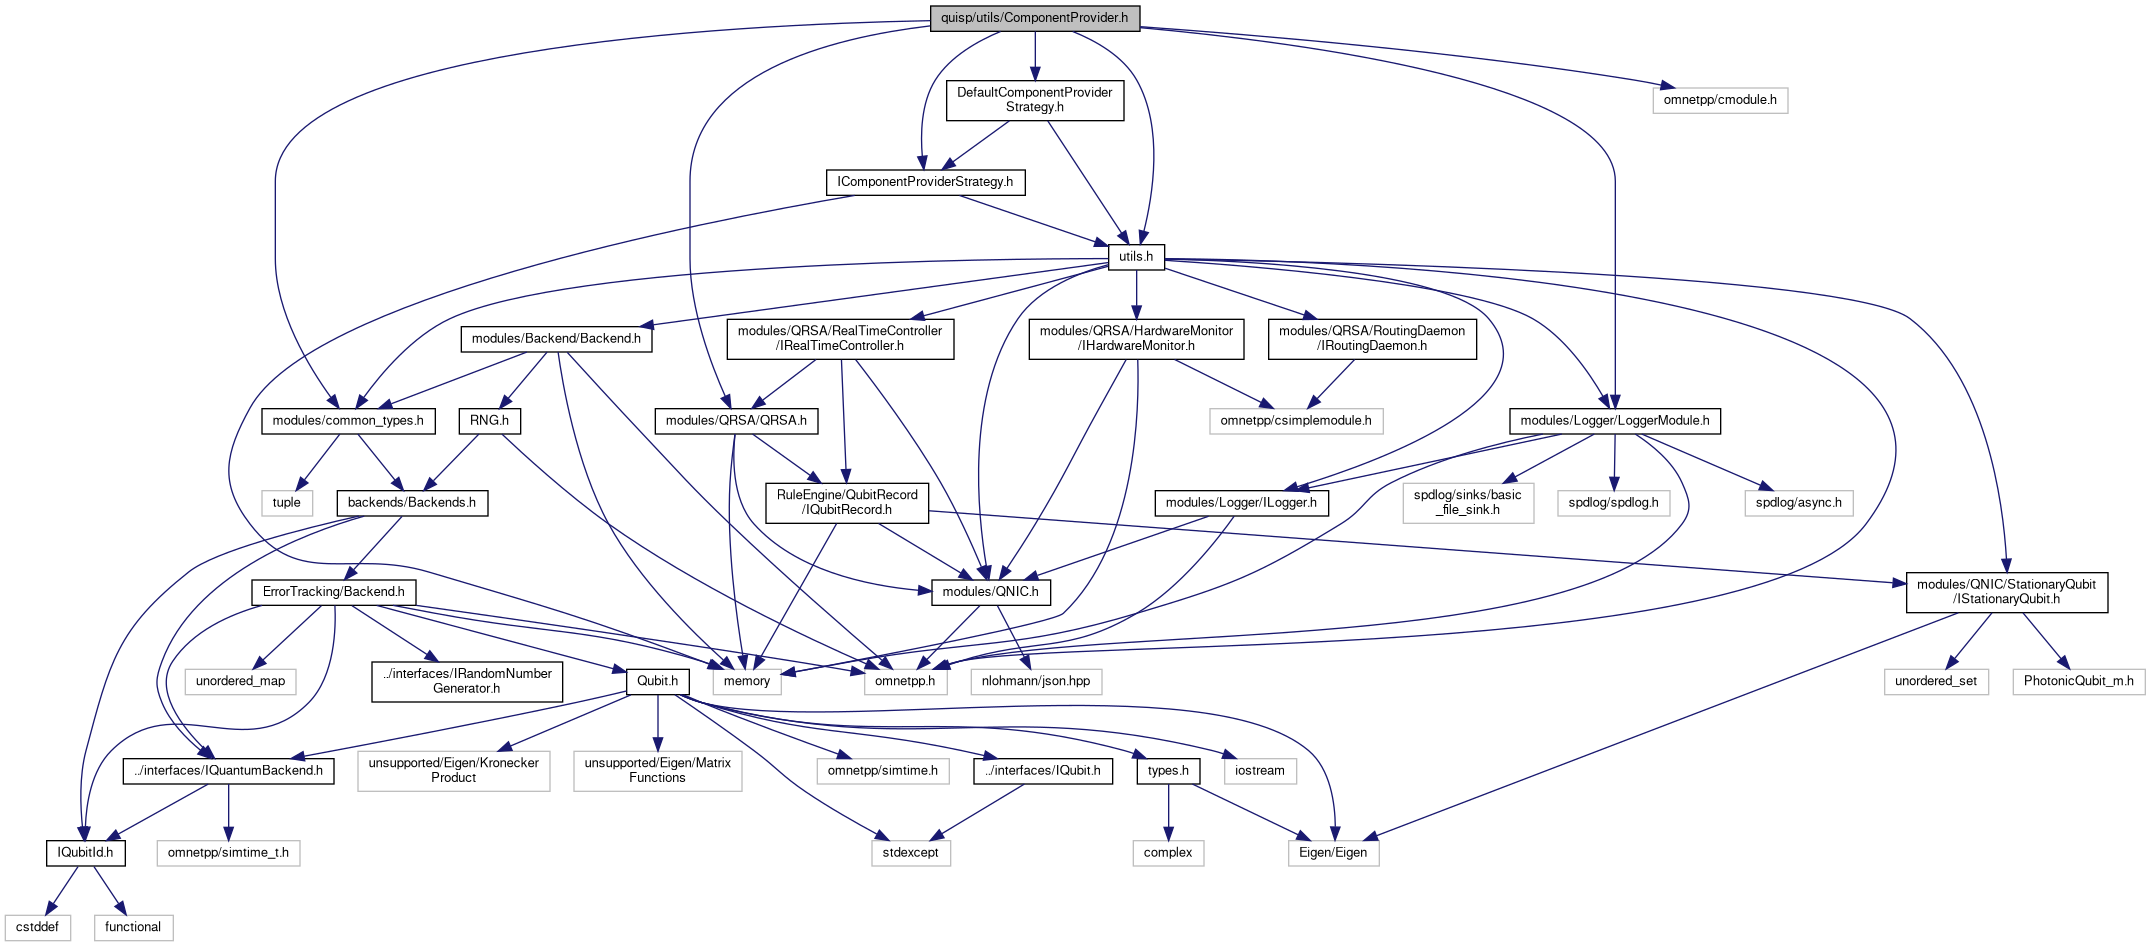 quisp/utils/ComponentProvider.h
DefaultComponentProvider
Strategy.h
omnetpp/cmodule.h
IComponentProviderStrategy.h
utils.h
modules/Backend/Backend.h
modules/QRSA/RealTimeController
/IRealTimeController.h
modules/QRSA/HardwareMonitor
/IHardwareMonitor.h
modules/QRSA/RoutingDaemon
/IRoutingDaemon.h
modules/common_types.h
RNG.h
modules/QRSA/QRSA.h
omnetpp/csimplemodule.h
modules/Logger/LoggerModule.h
tuple
backends/Backends.h
RuleEngine/QubitRecord
/IQubitRecord.h
modules/Logger/ILogger.h
spdlog/sinks/basic
_file_sink.h
spdlog/spdlog.h
spdlog/async.h
ErrorTracking/Backend.h
modules/QNIC.h
modules/QNIC/StationaryQubit
/IStationaryQubit.h
unordered_map
../interfaces/IRandomNumber
Generator.h
Qubit.h
memory
omnetpp.h
nlohmann/json.hpp
unordered_set
PhotonicQubit_m.h
../interfaces/IQuantumBackend.h
unsupported/Eigen/Kronecker
Product
unsupported/Eigen/Matrix
Functions
omnetpp/simtime.h
../interfaces/IQubit.h
types.h
iostream
IQubitId.h
omnetpp/simtime_t.h
stdexcept
complex
Eigen/Eigen
cstddef
functional